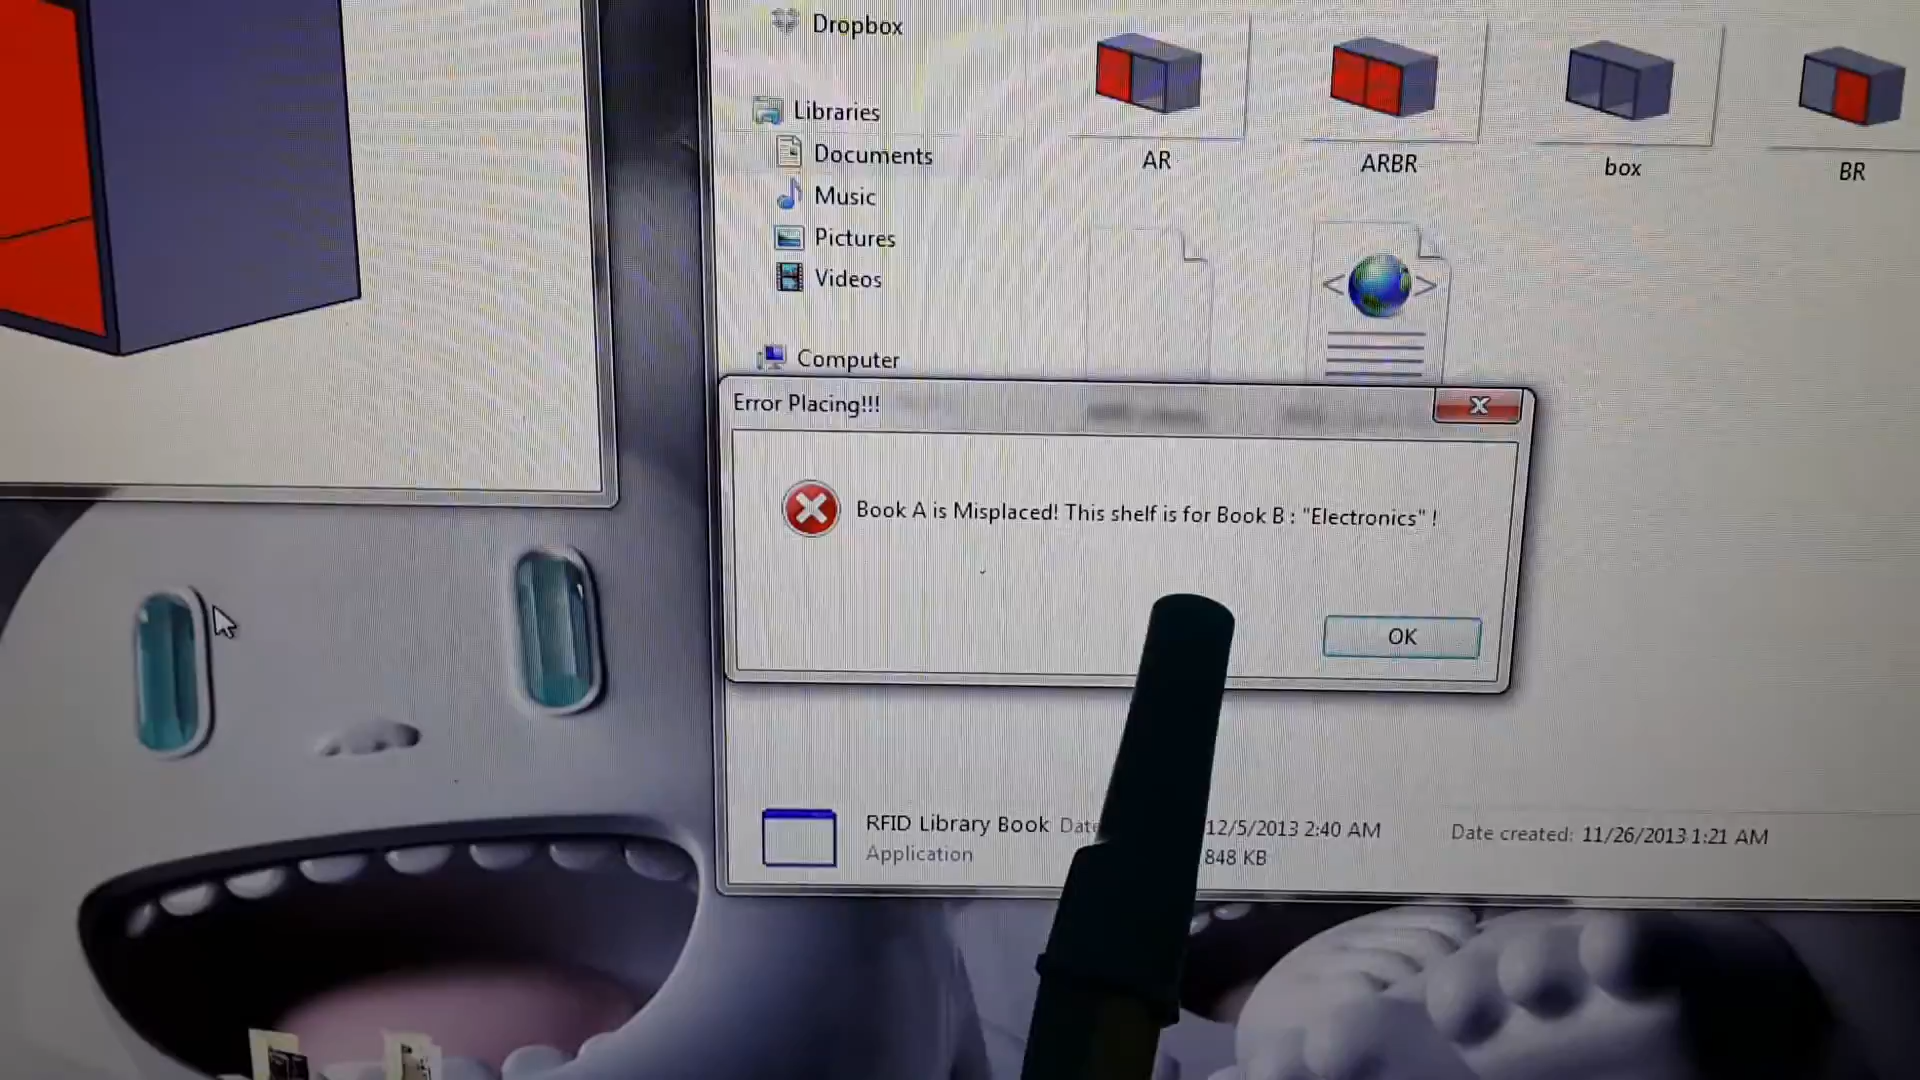 Dropbox
Libraries
Documents
Music
Pictures
Videos
Computer
AR
ARBR
box
BR
Error Placing!!!
Book A is Misplaced! This shelf is for Book B : "Electronics" !
OK
RFID Library Book Date 12/5/2013 2:40 AM Date created: 11/26/2013 1:21 AM
Application 848 KB